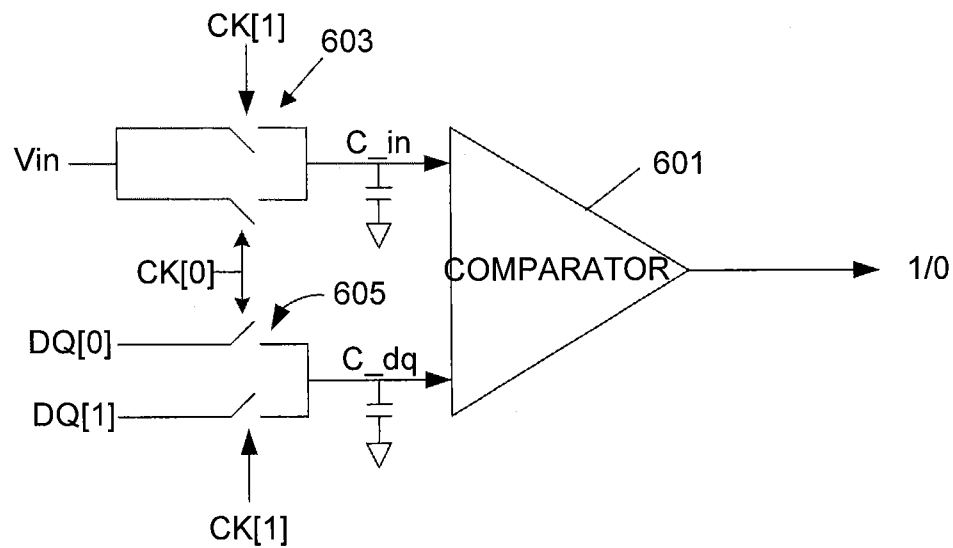 CK[1]
603
Vin
C_in
601
CK[0]
COMPARATOR
1/0
605
DQ[0]
C_dq
DQ[1]
CK[1]